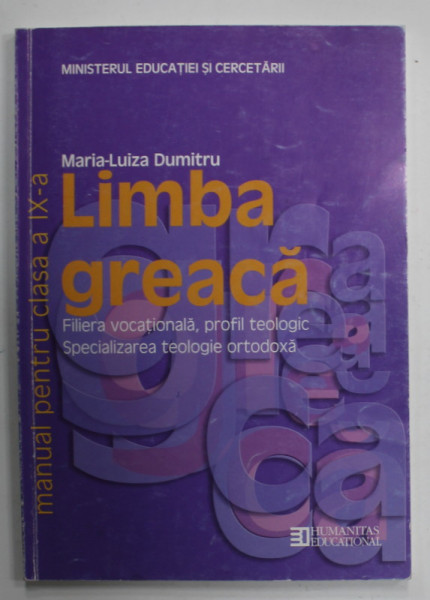 MINISTERUL EDUCAȚIEI ȘI CERCETĂRII
Maria-Luiza Dumitru
Limba
greacă
Filiera vocațională, profil teologic
Specializarea teologie ortodoxă
manual pentru clasa a IX-a
greacă
HUMANITAS
EDUCATIONAL